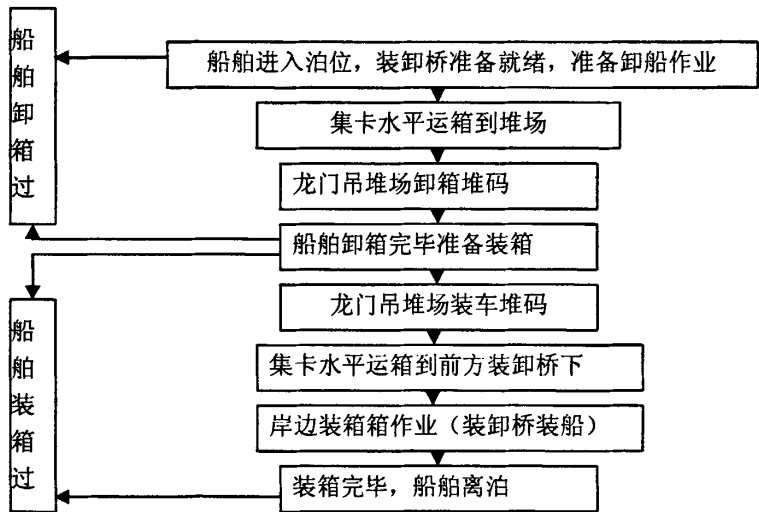 船舶卸箱过
船舶进入泊位，装卸桥准备就绪，准备卸船作业
集卡水平运箱到堆场
龙门吊堆场卸箱堆码
船舶卸箱完毕准备装箱
龙门吊堆场装车堆码
船舶装箱过
集卡水平运箱到前方装卸桥下
岸边装箱箱作业（装卸桥装船）
装箱完毕，船舶离泊